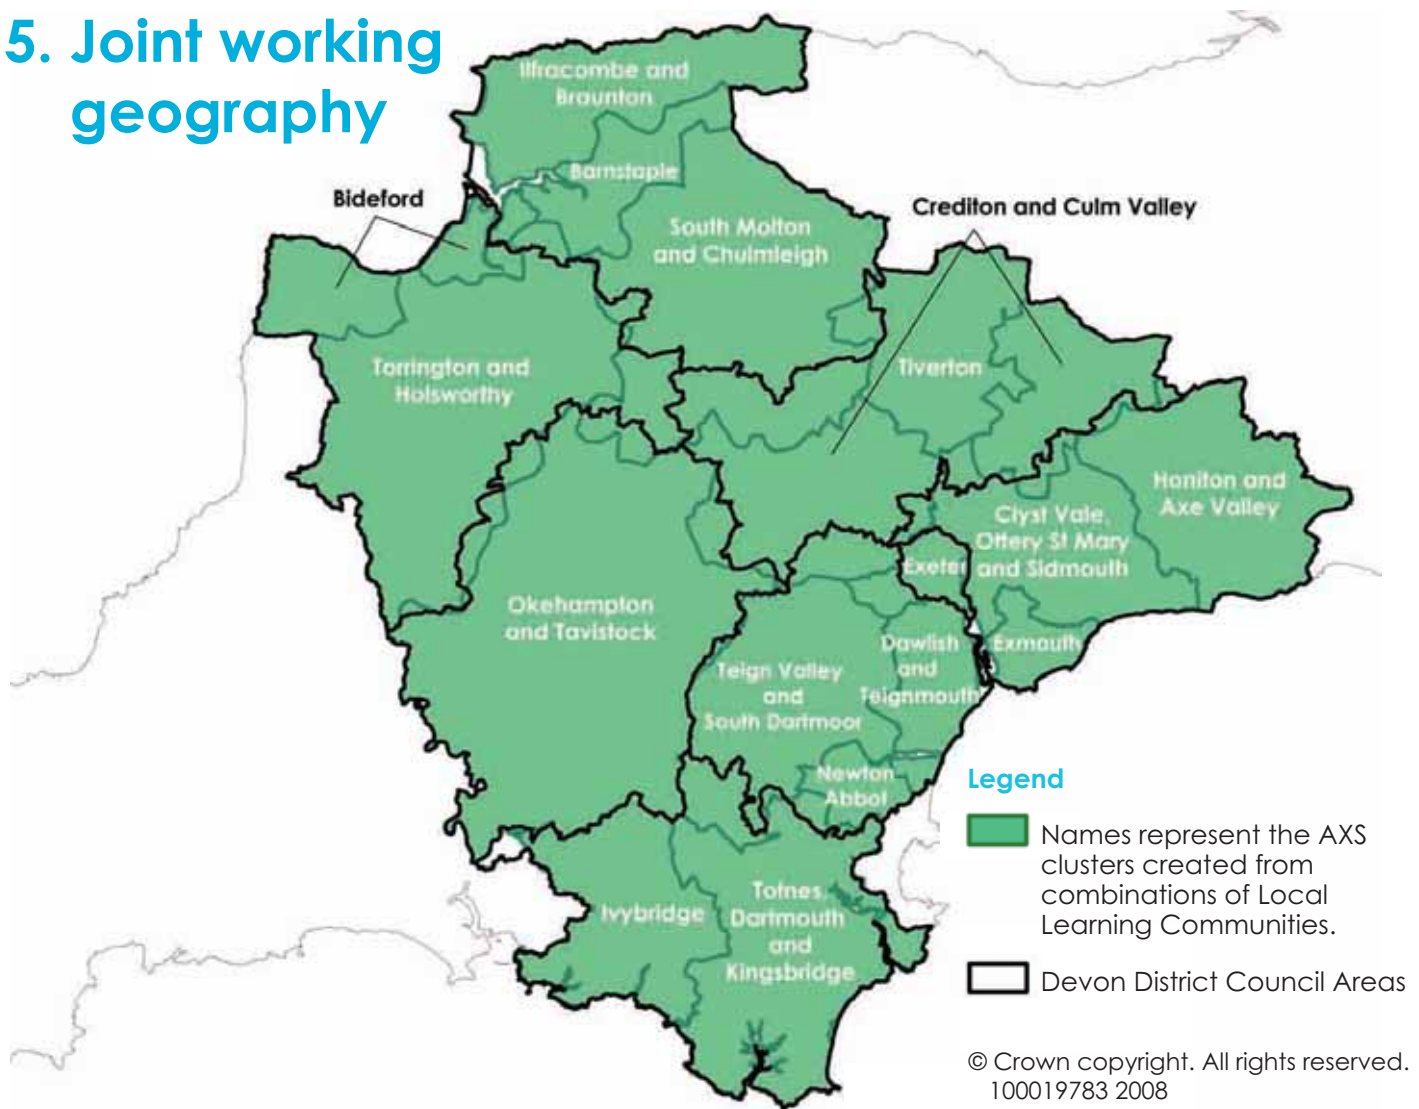 5. Joint working
geography
Ilfracombe and
Braunton
Barnstaple
Bideford
South Molton
and Chulmleigh
Crediton and Culm Valley
Torrington and
Holsworthy
Tiverton
Honiton and
Axe Valley
Clyst Vale,
Ottery St Mary
and Sidmouth
Exeter
Okehampton
and Tavistock
Exmouth
Dawlish
and
Teignmouth
Teign Valley
and
South Dartmoor
Newton
Abbot
Ivybridge
Totnes,
Dartmouth
and
Kingsbridge
Legend
Names represent the AXS
clusters created from
combinations of Local
Learning Communities.
Devon District Council Areas
© Crown copyright. All rights reserved.
100019783 2008